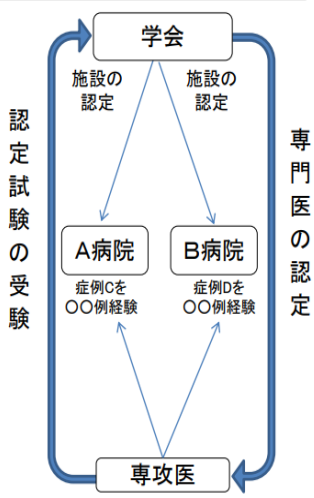 学会
施設の
認定
施設の
認定
認定試験の受験
専門医の認定
A病院
B病院
症例Cを
〇〇例経験
症例Dを
〇〇例経験
専攻医